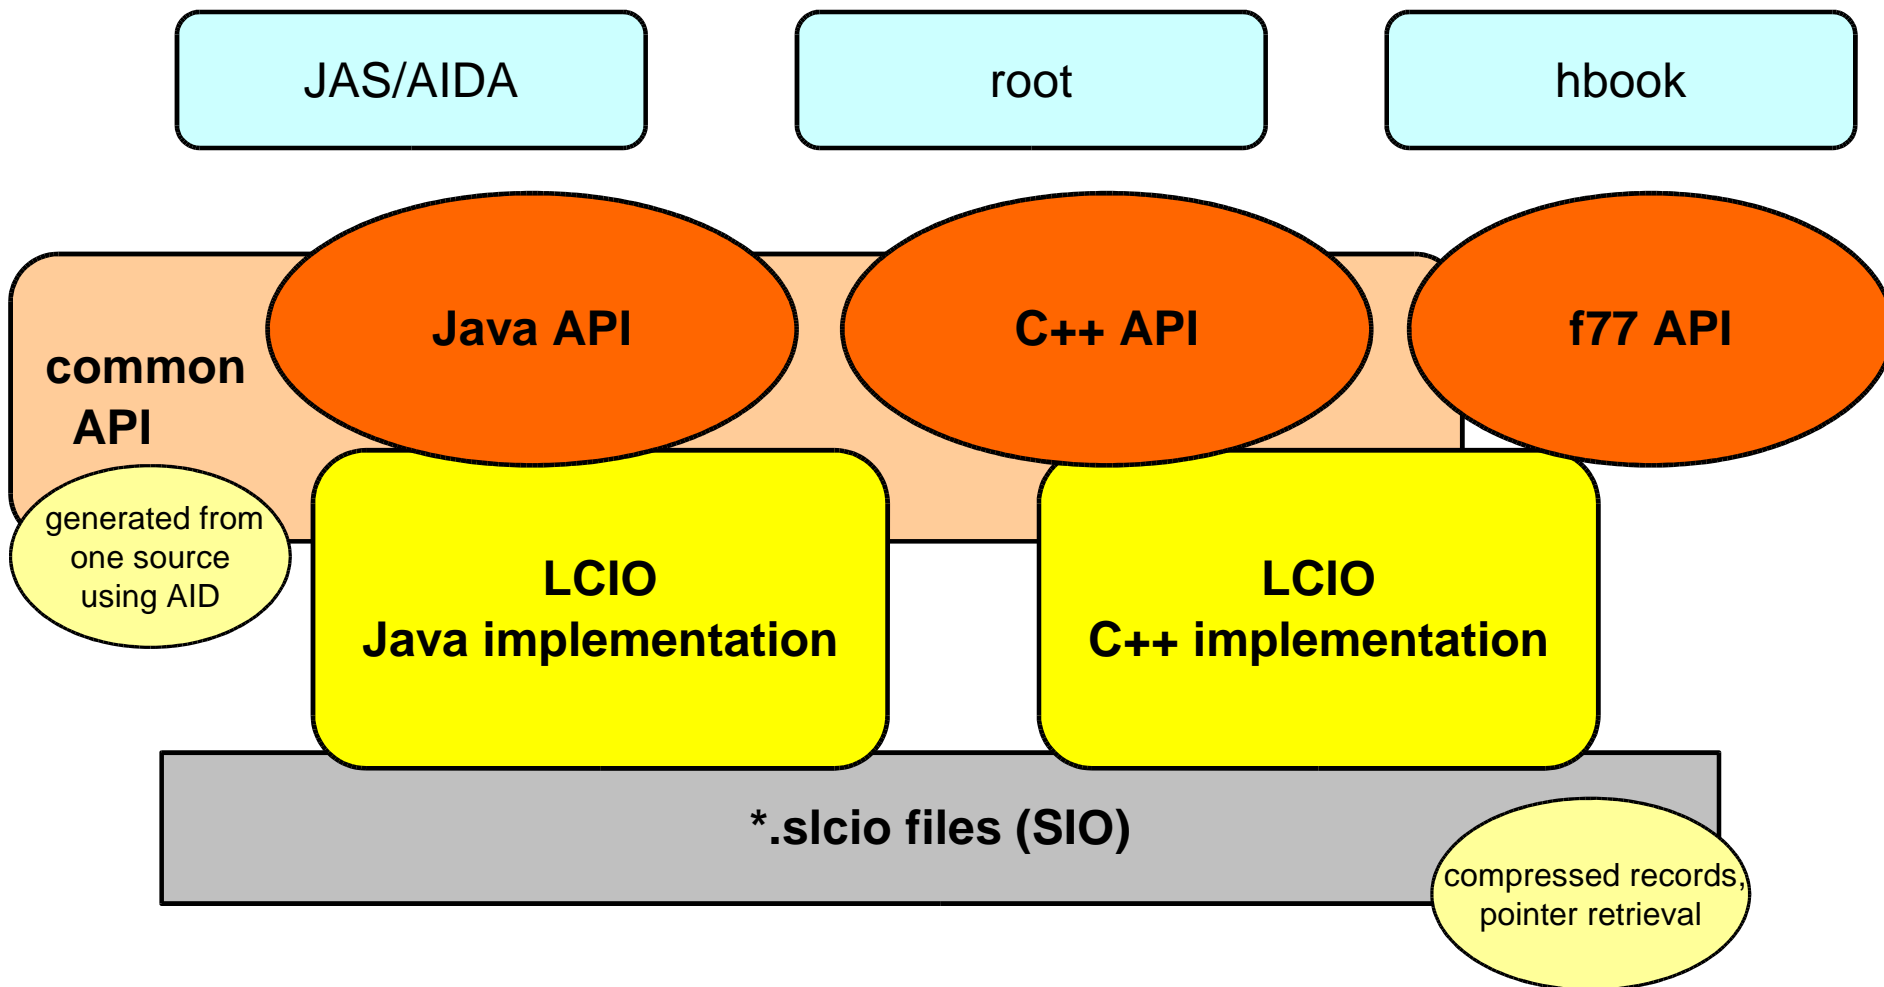 JAS/AIDA
root
hbook
Java API
C++ API
f77 API
common
API
generated from
one source
using AID
LCIO
Java implementation
LCIO
C++ implementation
*.slcio files (SIO)
compressed records,
pointer retrieval